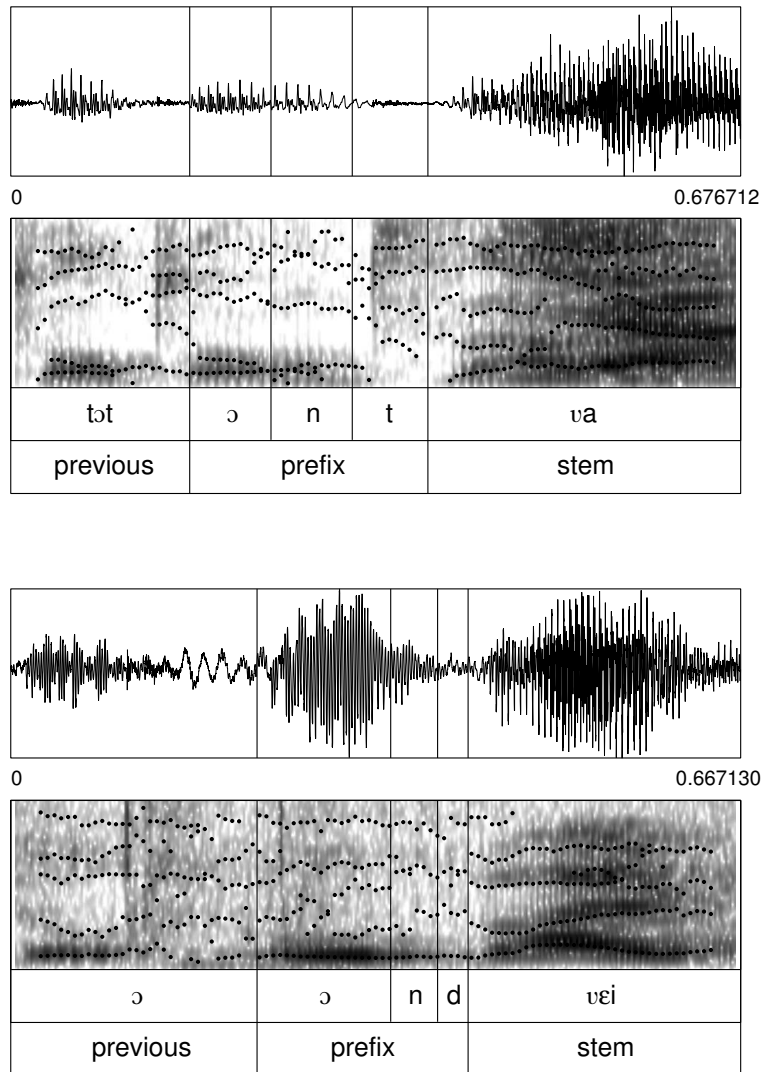 0 0.676712
tɔt ɔ n t ʋa
previous prefix stem
0 0.667130
ɔ ɔ n d ʋɛi
previous prefix stem